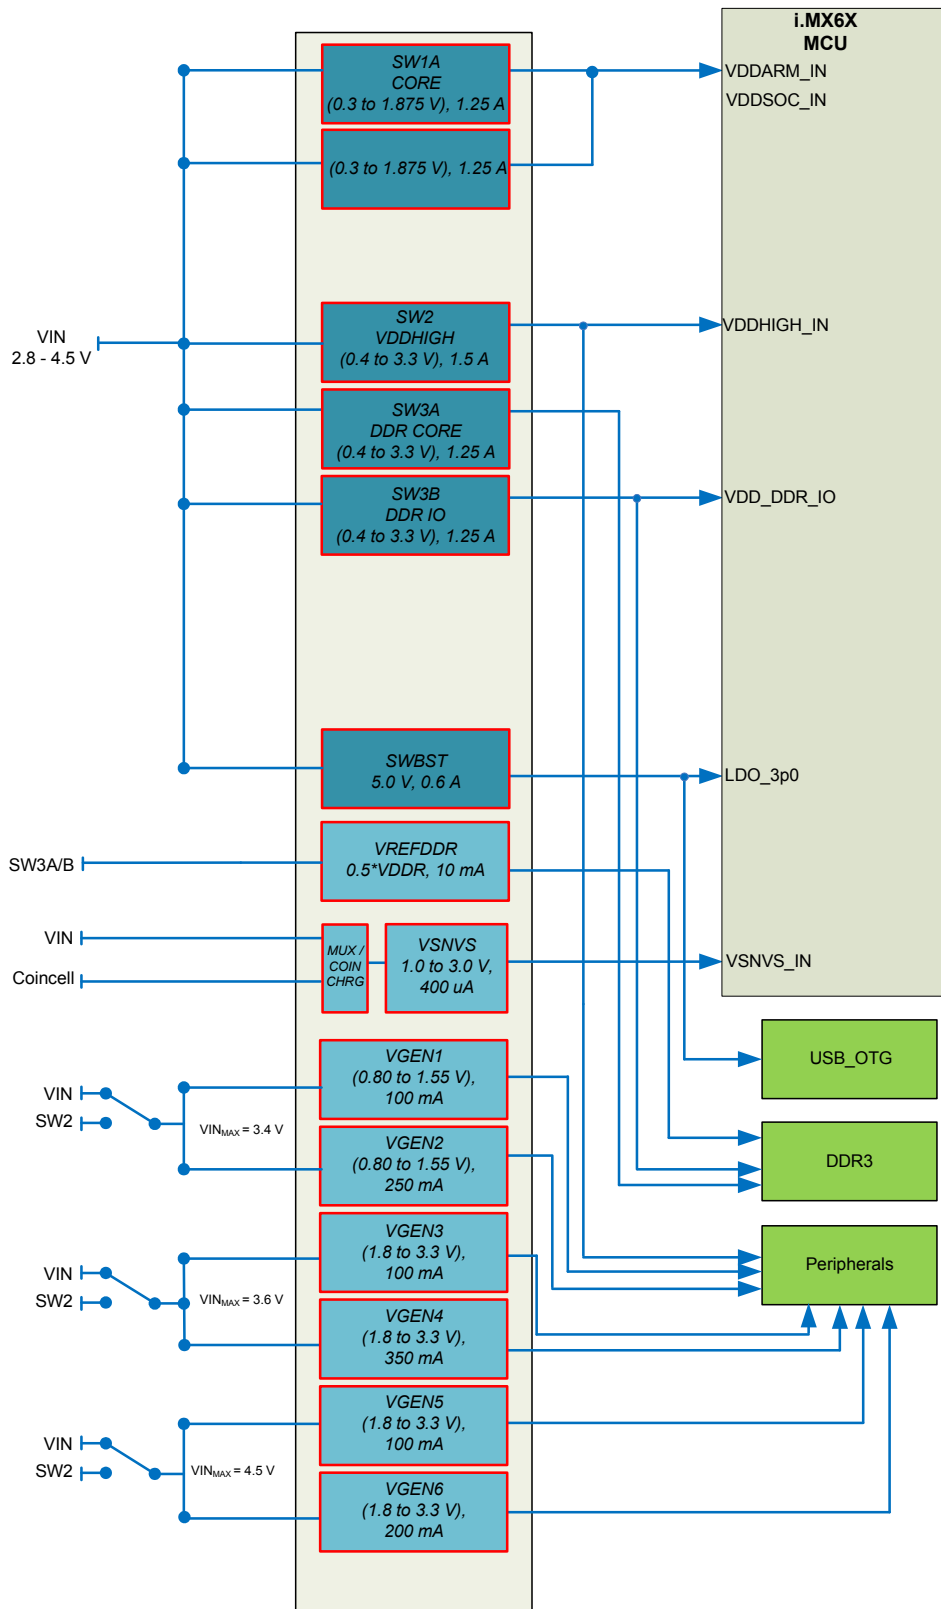 i.MX6X
MCU
SW1A
CORE
(0.3 to 1.875 V), 1.25 A
VDDARM_IN
VDDSOC_IN
(0.3 to 1.875 V), 1.25 A
VIN
2.8 - 4.5 V
SW2
VDDHIGH
(0.4 to 3.3 V), 1.5 A
VDDHIGH_IN
SW3A
DDR CORE
(0.4 to 3.3 V), 1.25 A
SW3B
DDR IO
(0.4 to 3.3 V), 1.25 A
VDD_DDR_IO
SWBST
5.0 V, 0.6 A
LDO_3p0
SW3A/B
VREFDDR
0.5*VDDR, 10 mA
VIN
Coincell
MUX /
COIN
CHRG
VSNVS
1.0 to 3.0 V,
400 uA
VSNVS_IN
USB_OTG
VIN
SW2
VIN_MAX = 3.4 V
VGEN1
(0.80 to 1.55 V),
100 mA
VGEN2
(0.80 to 1.55 V),
250 mA
DDR3
VIN
SW2
VIN_MAX = 3.6 V
VGEN3
(1.8 to 3.3 V),
100 mA
VGEN4
(1.8 to 3.3 V),
350 mA
Peripherals
VIN
SW2
VIN_MAX = 4.5 V
VGEN5
(1.8 to 3.3 V),
100 mA
VGEN6
(1.8 to 3.3 V),
200 mA